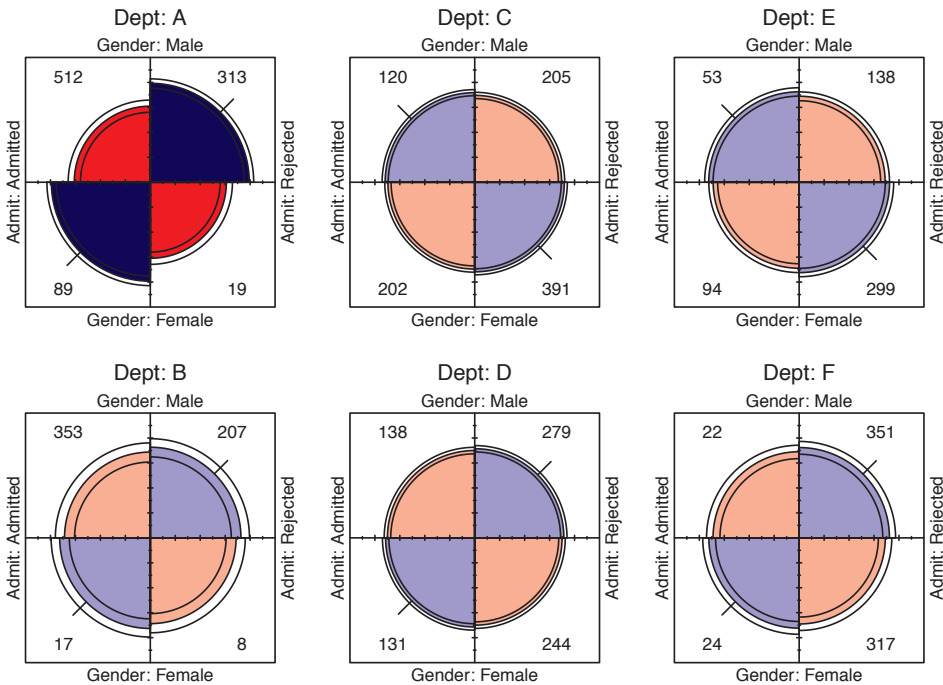 Dept: A
Gender: Male
512 313
Admit: Admitted
Admit: Rejected
89 19
Gender: Female
Dept: C
Gender: Male
120 205
Admit: Admitted
Admit: Rejected
202 391
Gender: Female
Dept: E
Gender: Male
53 138
Admit: Admitted
Admit: Rejected
94 299
Gender: Female
Dept: B
Gender: Male
353 207
Admit: Admitted
Admit: Rejected
17 8
Gender: Female
Dept: D
Gender: Male
138 279
Admit: Admitted
Admit: Rejected
131 244
Gender: Female
Dept: F
Gender: Male
22 351
Admit: Admitted
Admit: Rejected
24 317
Gender: Female